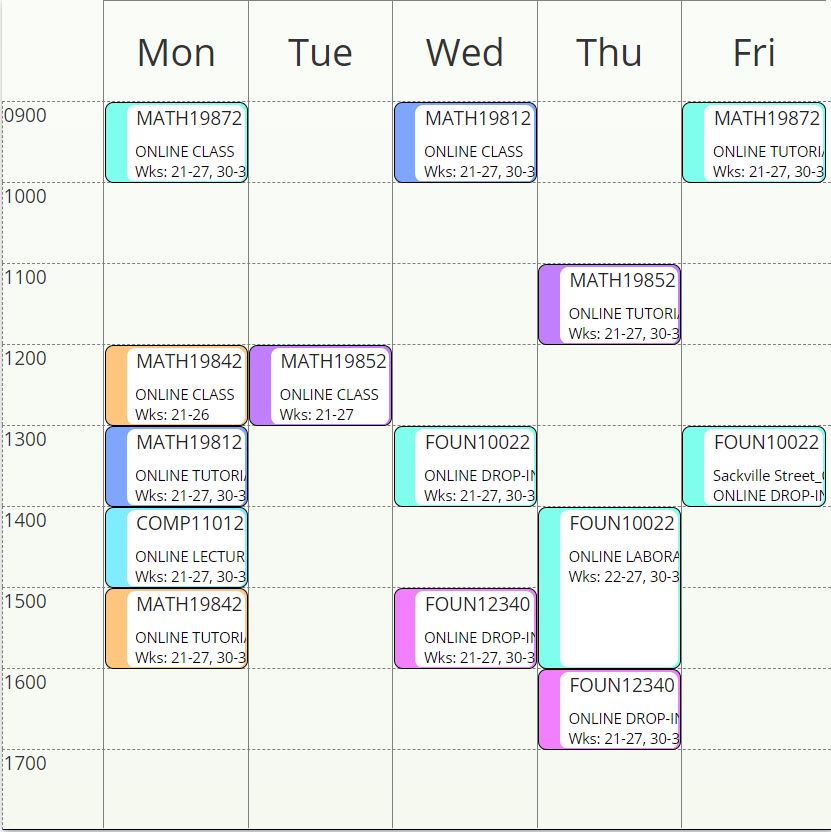 Mon Tue Wed Thu Fri
0900
MATH19872
ONLINE CLASS
Wks: 21-27, 30-3
MATH19812
ONLINE CLASS
Wks: 21-27, 30-3
MATH19872
ONLINE TUTORI
Wks: 21-27, 30-3
1000
1100
MATH19852
ONLINE TUTORI
Wks: 21-27, 30-3
1200
MATH19842
ONLINE CLASS
Wks: 21-26
MATH19852
ONLINE CLASS
Wks: 21-27
1300
MATH19812
ONLINE TUTORI
Wks: 21-27, 30-3
FOUN10022
ONLINE DROP-IN
Wks: 21-27, 30-3
FOUN10022
Sackville Street_
ONLINE DROP-IN
1400
COMP11012
ONLINE LECTUR
Wks: 21-27, 30-3
FOUN10022
ONLINE LABORA
Wks: 22-27, 30-3
1500
MATH19842
ONLINE TUTORI
Wks: 21-27, 30-3
FOUN12340
ONLINE DROP-IN
Wks: 21-27, 30-3
1600
FOUN12340
ONLINE DROP-IN
Wks: 21-27, 30-3
1700